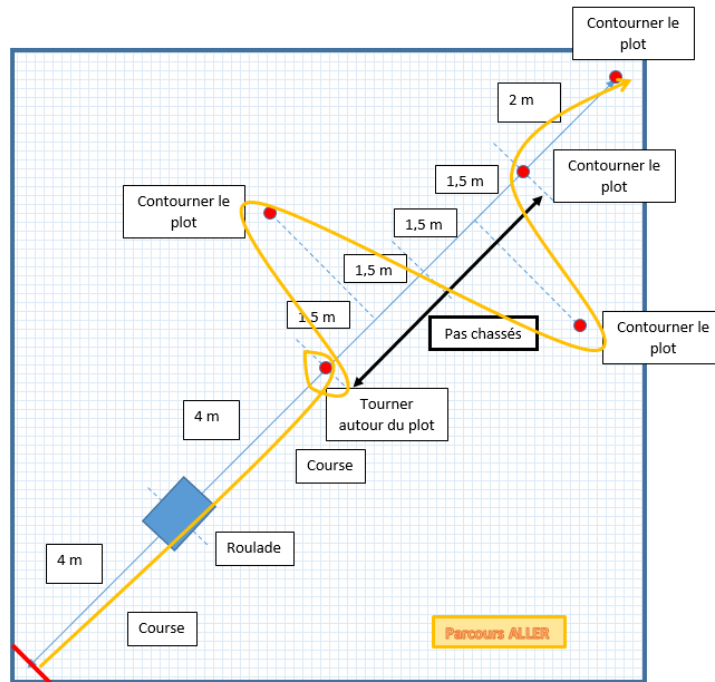 Contourner le
plot
2 m
Contourner le
plot
1,5 m
Contourner le
plot
1,5 m
1,5 m
1,5 m
Pas chassés
Contourner le
plot
Tourner
autour du plot
4 m
Course
Roulade
4 m
Course
Parcours ALLER